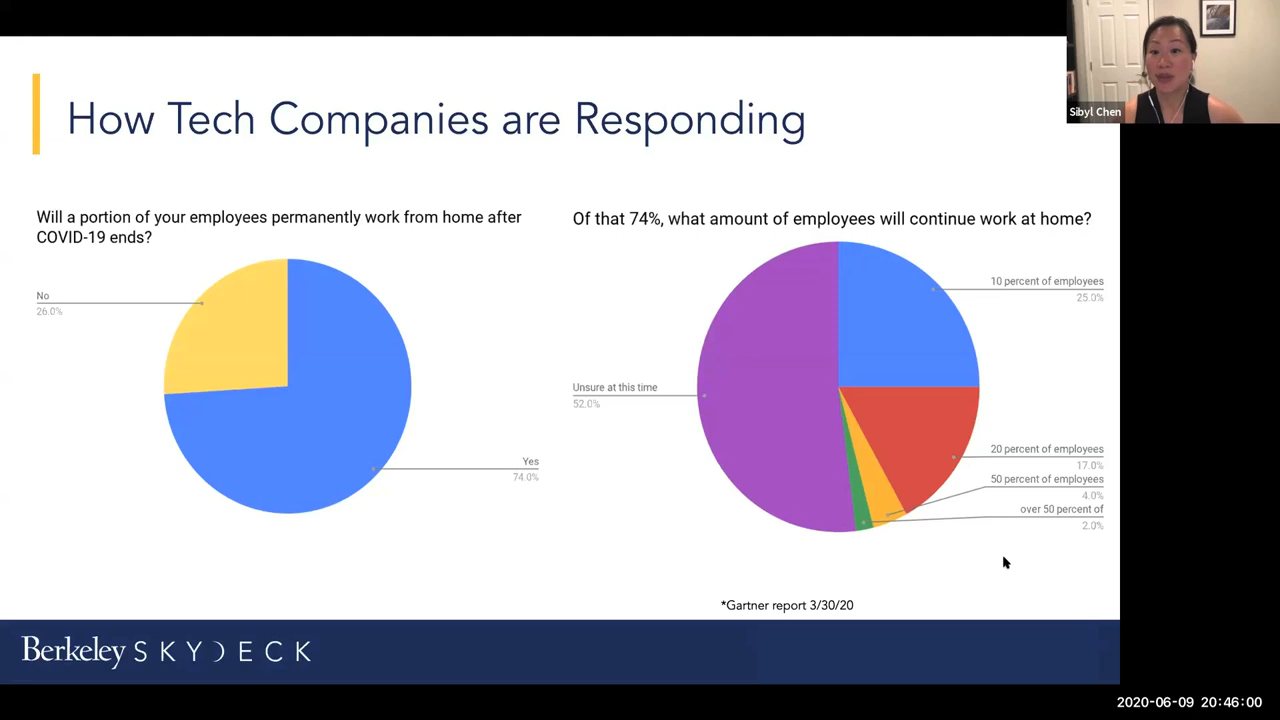 Sibyl Chen
How Tech Companies are Responding
Will a portion of your employees permanently work from home after
COVID-19 ends?
No
26.0%
Yes
74.0%
Of that 74%, what amount of employees will continue work at home?
10 percent of employees
25.0%
Unsure at this time
52.0%
20 percent of employees
17.0%
50 percent of employees
4.0%
over 50 percent of
2.0%
*Gartner report 3/30/20
Berkeley SKYDECK
2020-06-09 20:46:00